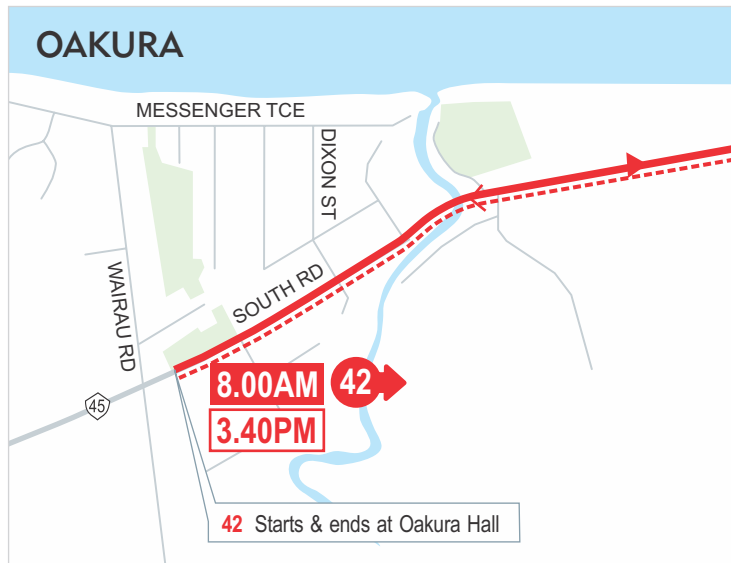 OAKURA
MESSENGER TCE
DIXON ST
WAIRAU RD
SOUTH RD
8.00AM
42
3.40PM
45
42 Starts & ends at Oakura Hall